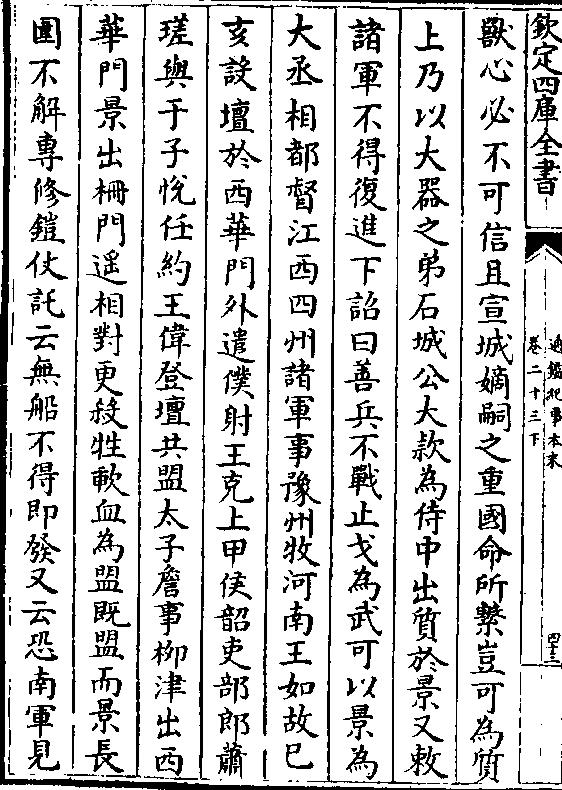 欽定四庫全書
通鑑紀事本末
卷二十三下
四十三
獸心必不可信且宣城嫡嗣之重國命所繫豈可為質
上乃以大器之弟石城公大款為侍中出質於景又敕
諸軍不得復進下詔曰善兵不戰止戈為武可以景為
大丞相都督江西四州諸軍事豫州牧河南王如故已
亥設壇於西華門外遣僕射王克上甲侯韶吏部郎蕭
瑳與于子悅任約王偉登壇共盟太子詹事柳津出西
華門景出柵門遥相對更殺牲歃血為盟既盟而景長
圍不解專修鎧仗託云無船不得即發又云恐南軍見